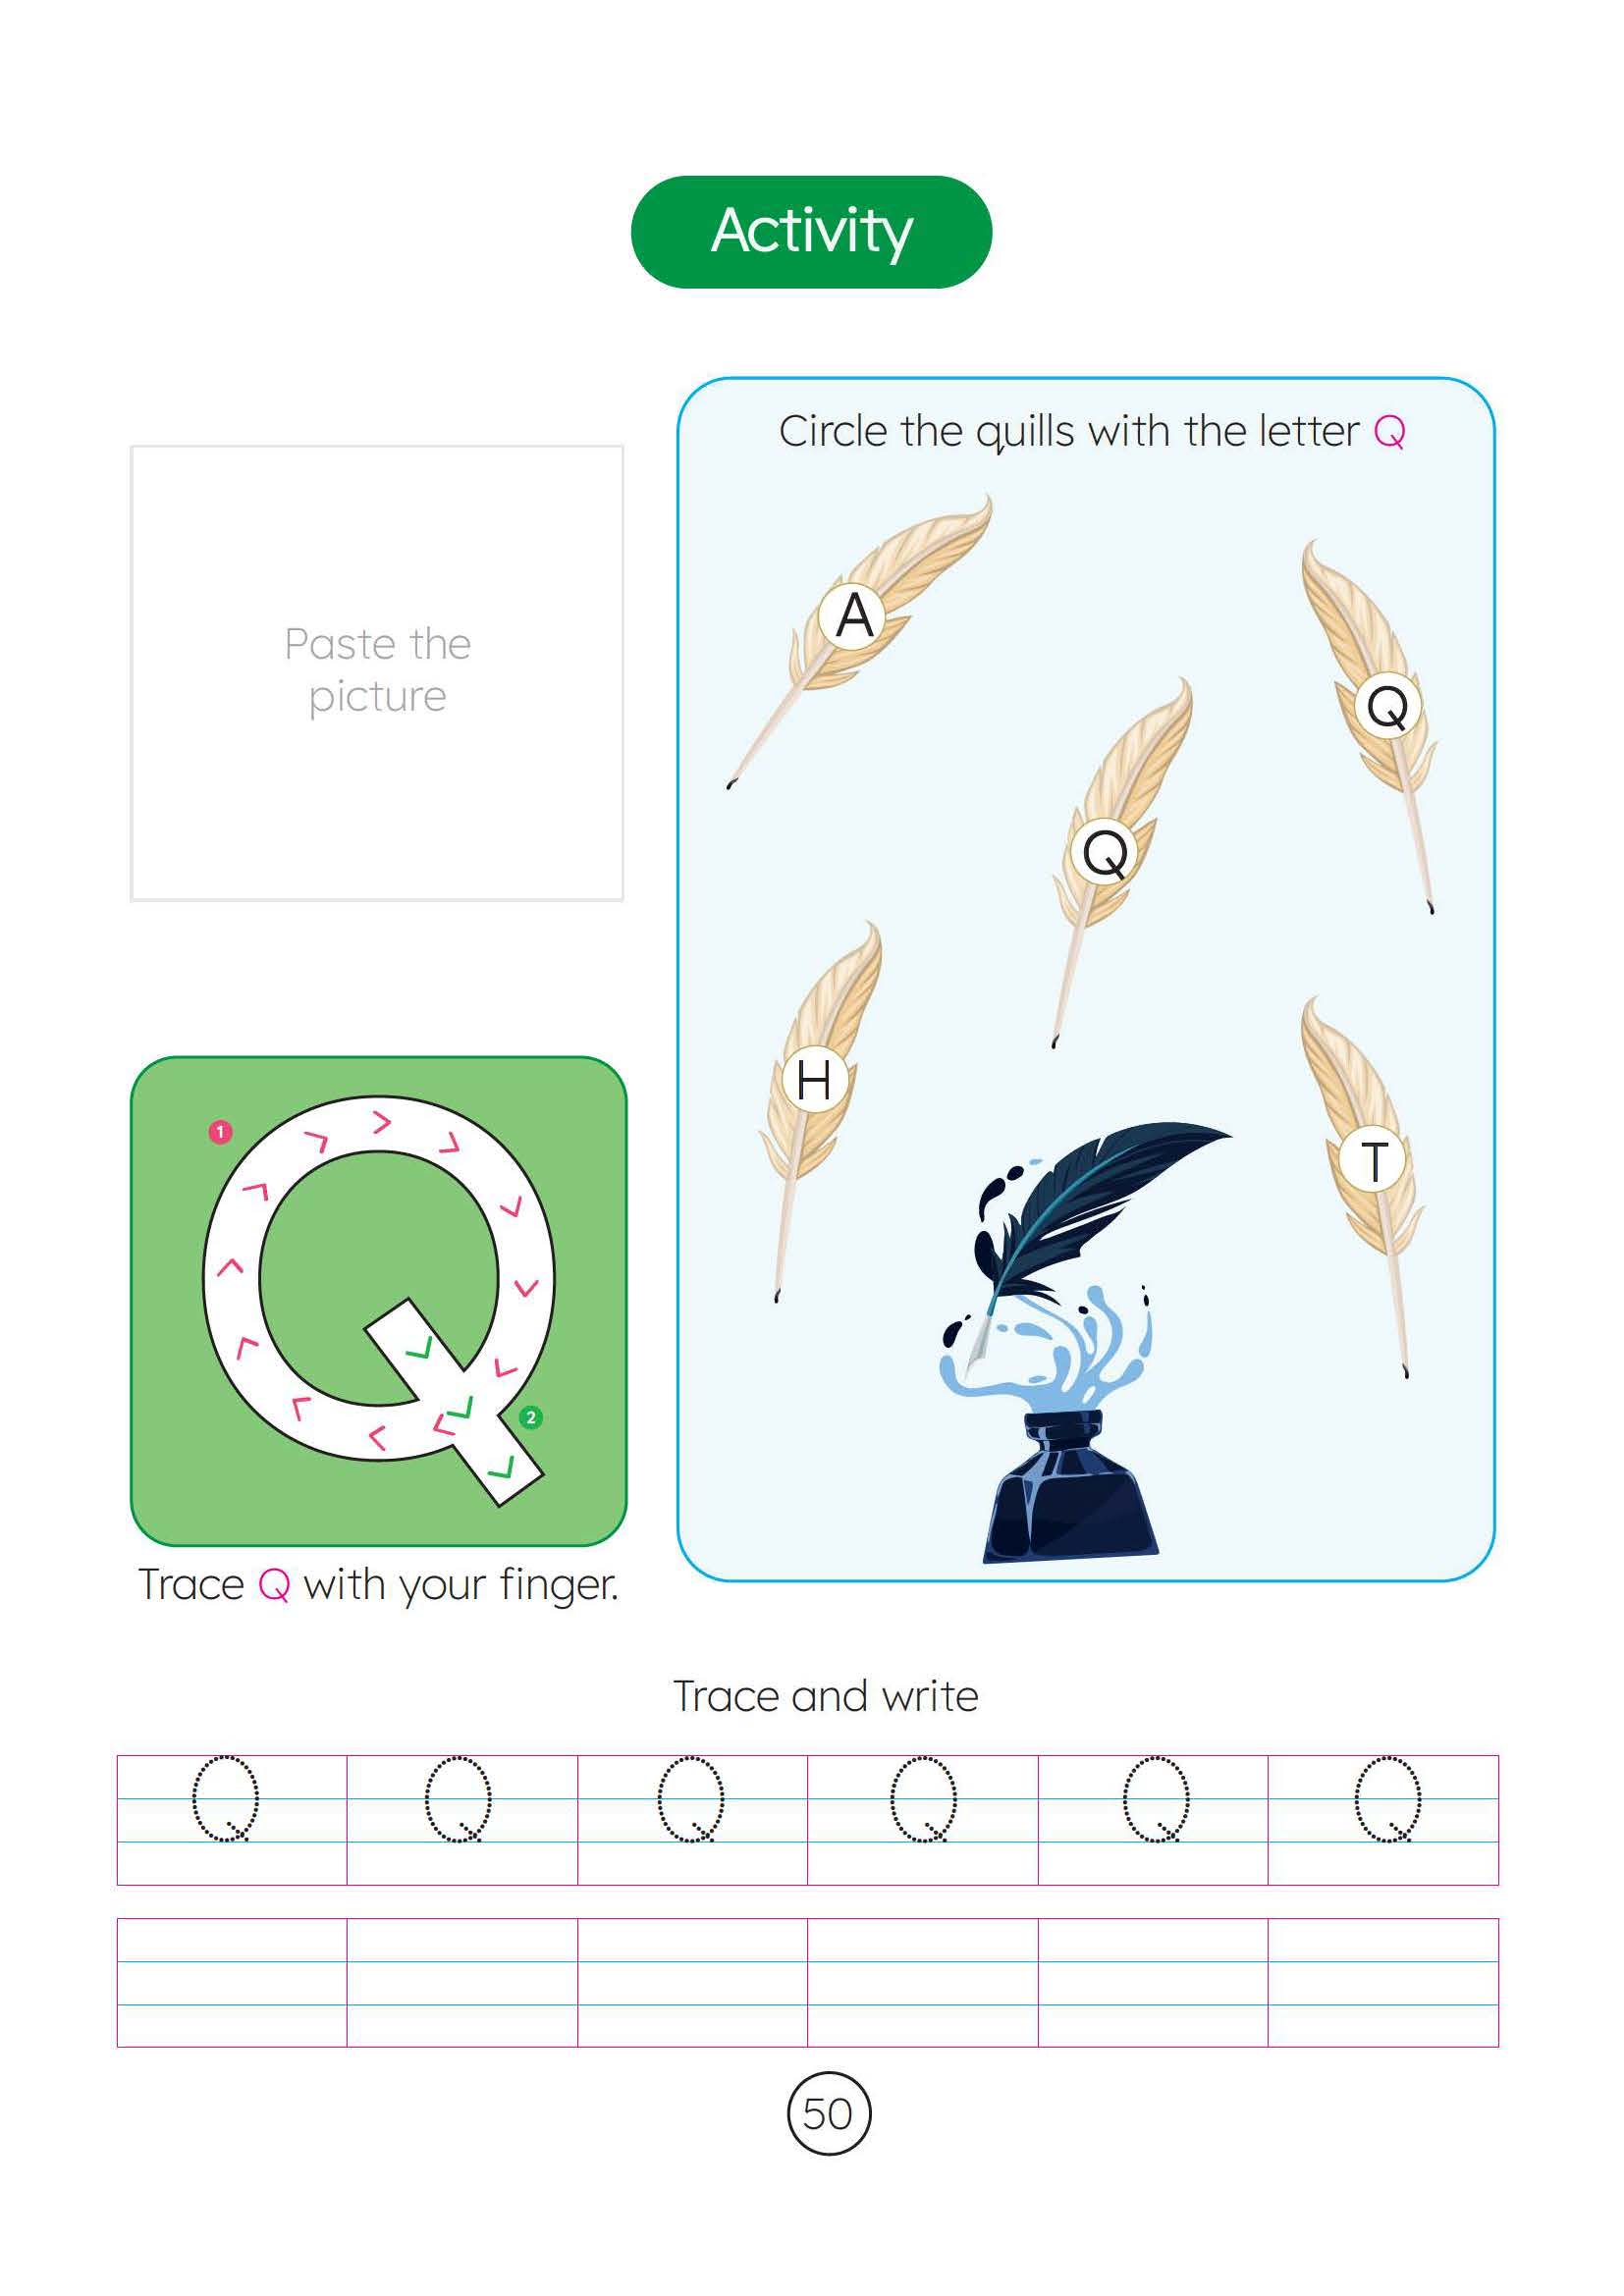 Activity
Paste the
picture
Circle the quills with the letter Q
A
Q
Q
H
T
1
2
Trace Q with your finger.
Trace and write
Q Q Q Q Q Q
50